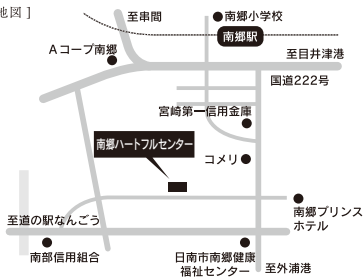 地図]
至串間
南郷小学校
南郷駅
Aコープ南郷
至目井津港
国道222号
宮崎第一信用金庫
南郷ハートフルセンター
コメリ
南郷プリンス
ホテル
至道の駅なんごう
南部信用組合
日南市南郷健康
福祉センター
至外浦港